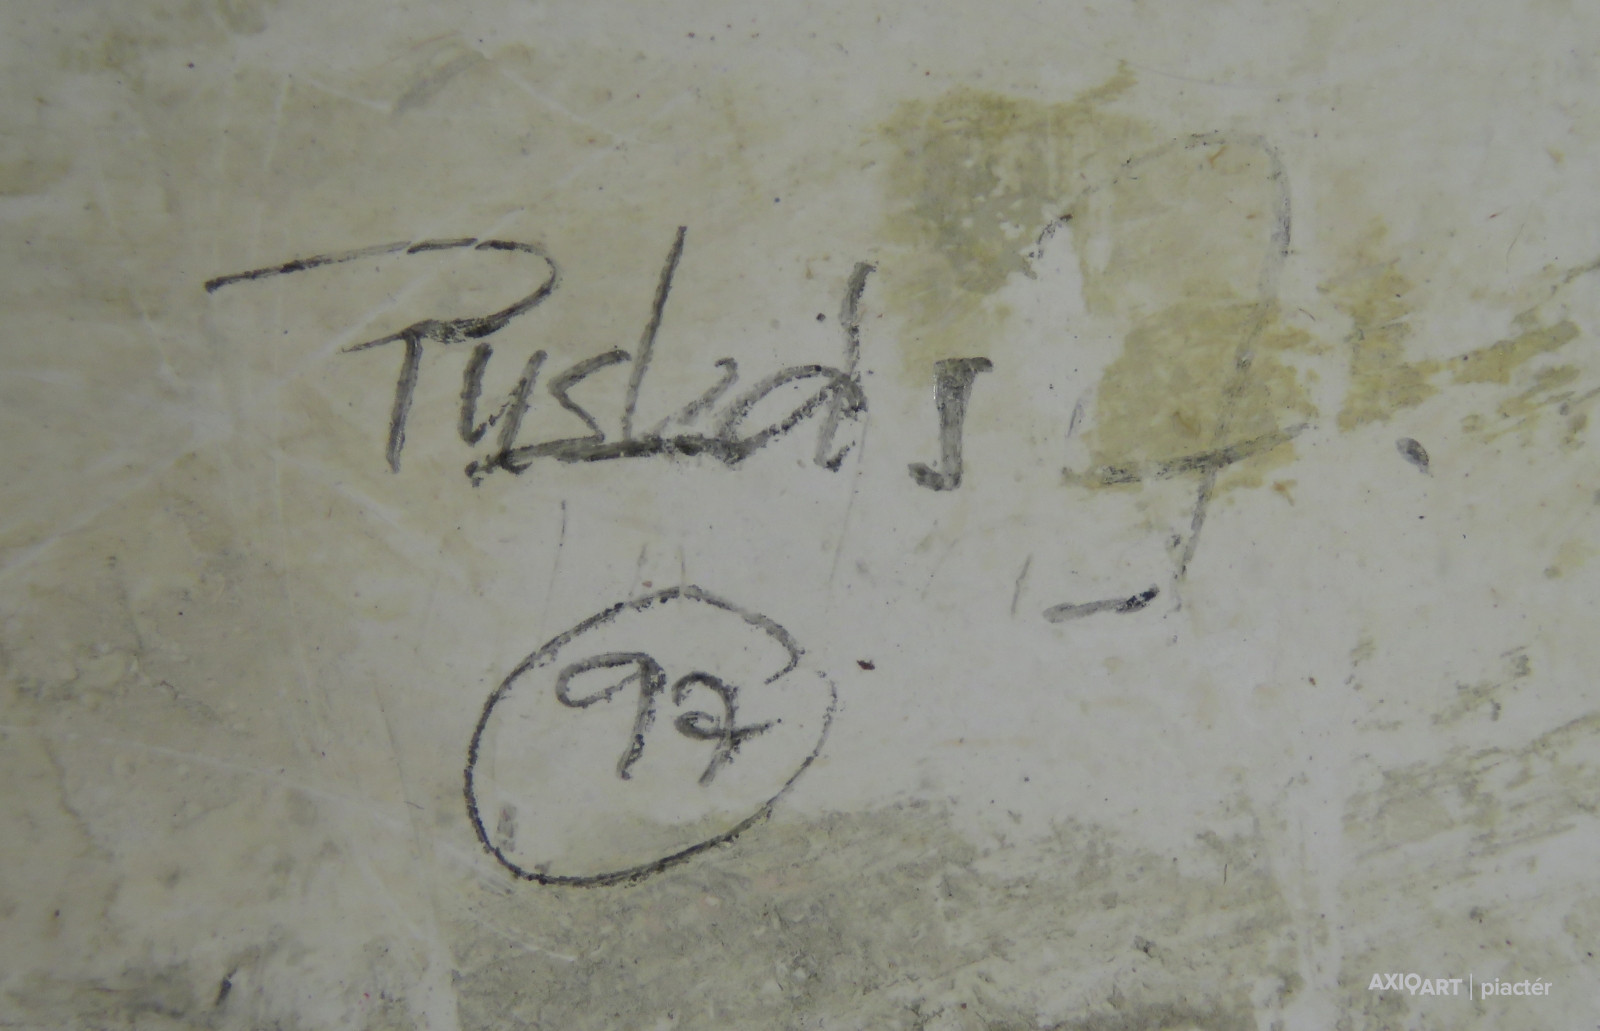 Puskás J.
97
AXIOART | piactér